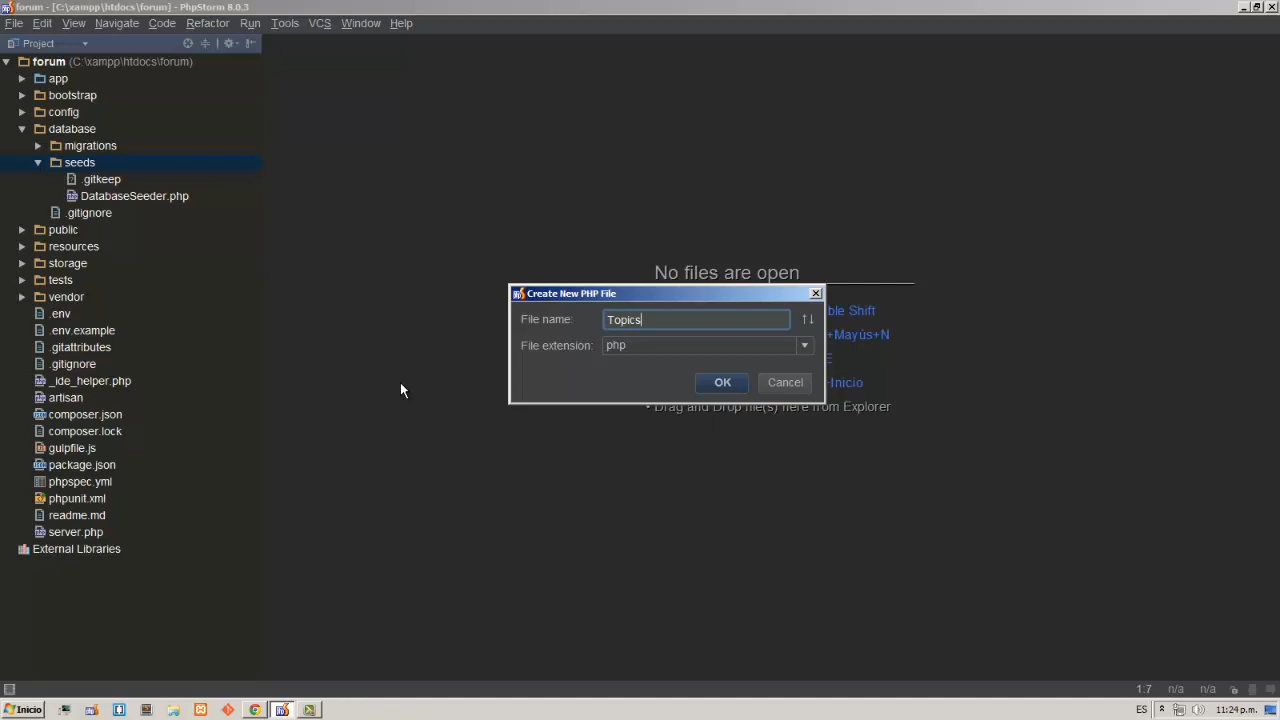 forum - [C:\xampp\htdocs\forum] - PhpStorm 8.0.3
File Edit View Navigate Code Refactor Run Tools VCS Window Help
Project
forum (C:\xampp\htdocs\forum)
app
bootstrap
config
database
migrations
seeds
.gitkeep
DatabaseSeeder.php
.gitignore
public
resources
storage
tests
vendor
.env
.env.example
.gitattributes
.gitignore
_ide_helper.php
artisan
composer.json
composer.lock
gulpfile.js
package.json
phpspec.yml
phpunit.xml
readme.md
server.php
External Libraries
No files are open
Create New PHP File
File name: Topics
File extension: php
OK Cancel
ble Shift
+Mayús+N
E
Inicio
• Drag and Drop file(s) here from Explorer
1:7 n/a n/a
Inicio
ES 11:24 p.m.